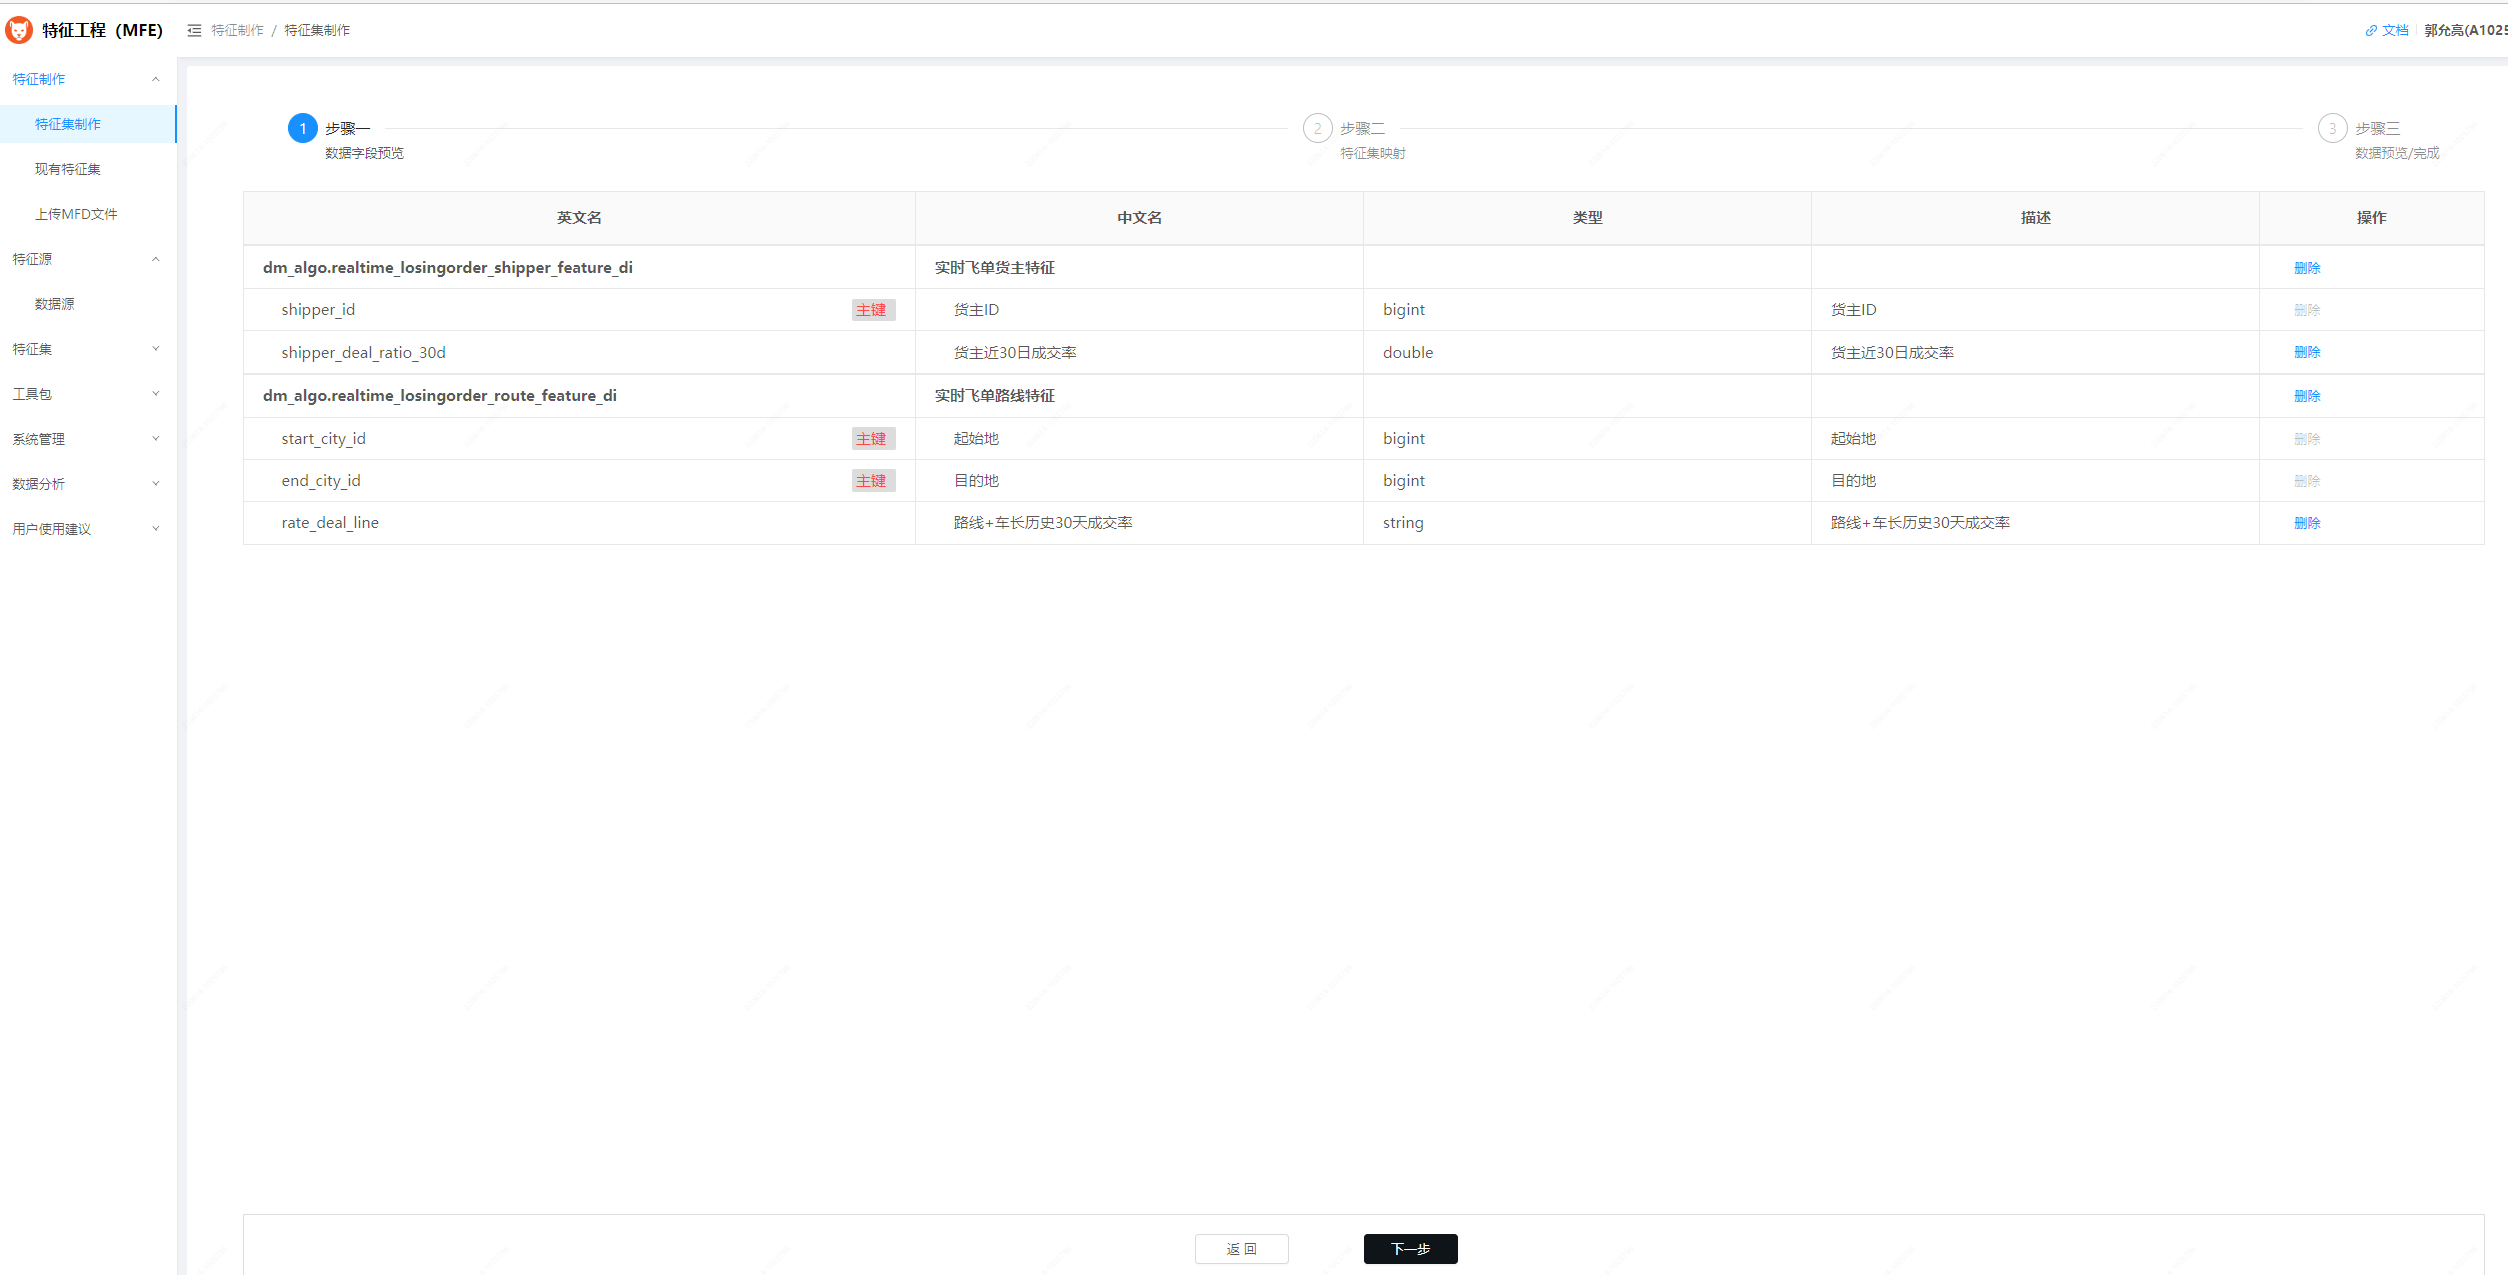 特征工程（MFE）
特征制作 / 特征集制作
文档
郭允亮(A1025
特征制作
特征集制作
现有特征集
上传MFD文件
特征源
数据源
特征集
工具包
系统管理
数据分析
用户使用建议
1 步骤一
数据字段预览
2 步骤二
特征集映射
3 步骤三
数据预览/完成
英文名 中文名 类型 描述 操作
dm_algo.realtime_losingorder_shipper_feature_di 实时飞单货主特征 删除
shipper_id 主键 货主ID bigint 货主ID 删除
shipper_deal_ratio_30d 货主近30日成交率 double 货主近30日成交率 删除
dm_algo.realtime_losingorder_route_feature_di 实时飞单路线特征 删除
start_city_id 主键 起始地 bigint 起始地 删除
end_city_id 主键 目的地 bigint 目的地 删除
rate_deal_line 路线+车长历史30天成交率 string 路线+车长历史30天成交率 删除
返 回
下一步